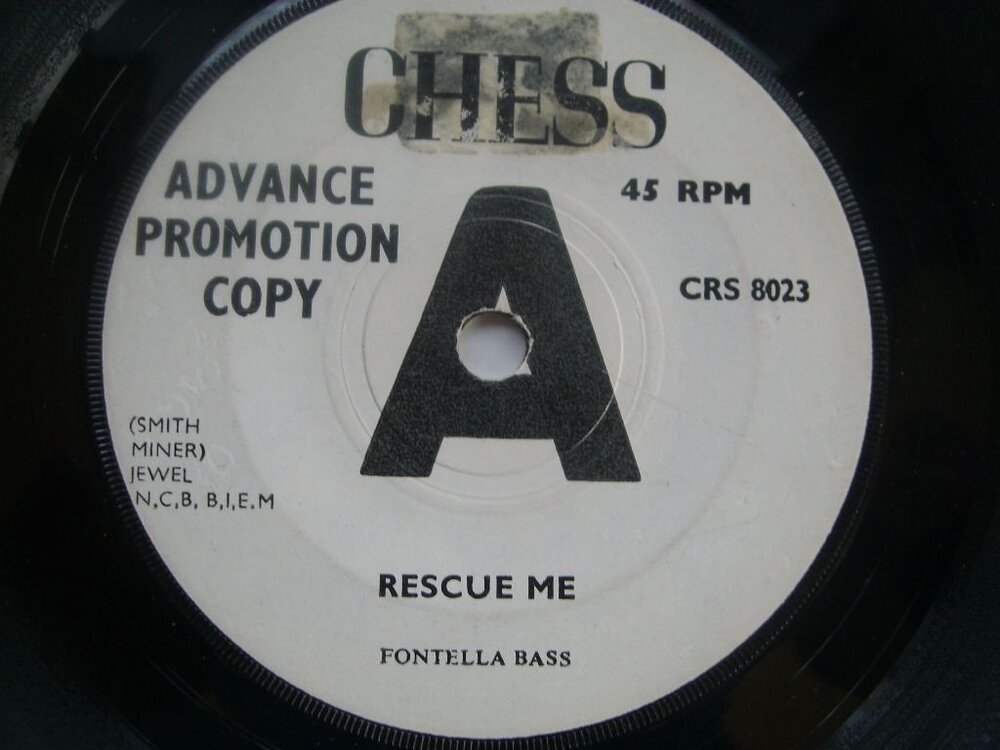 CHESS
ADVANCE
PROMOTION
COPY
A
45 RPM
CRS 8023
(SMITH
MINER)
JEWEL
N,C,B, B,I,E.M
RESCUE ME
FONTELLA BASS